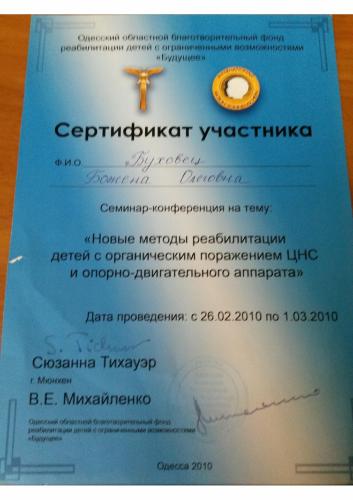 Одесский областной благотворительный фонд
реабилитации детей с ограниченными возможностями
«Будущее»
Сертификат участника
Ф.И.О. Буховец
Божена Олеговна
Семинар-конференция на тему:
«Новые методы реабилитации
детей с органическим поражением ЦНС
и опорно-двигательного аппарата»
Дата проведения: с 26.02.2010 по 1.03.2010
Сюзанна Тихауэр
г. Мюнхен
В.Е. Михайленко
Одесский областной благотворительный фонд
реабилитации детей с ограниченными возможностями
«Будущее»
Одесса 2010